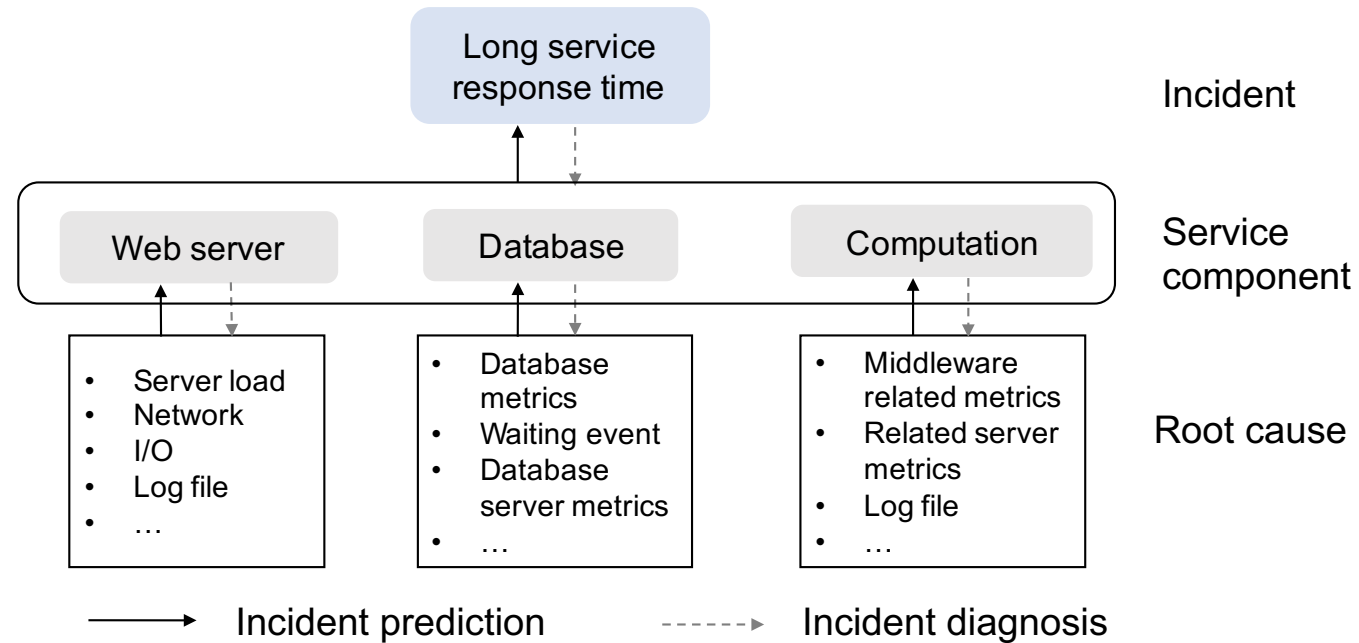 Long service
response time
Incident
Web server
Database
Computation
Service
component
• Server load
• Network
• I/O
• Log file
• …
• Database
metrics
• Waiting event
• Database
server metrics
• …
• Middleware
related metrics
• Related server
metrics
• Log file
• …
Root cause
Incident prediction
Incident diagnosis